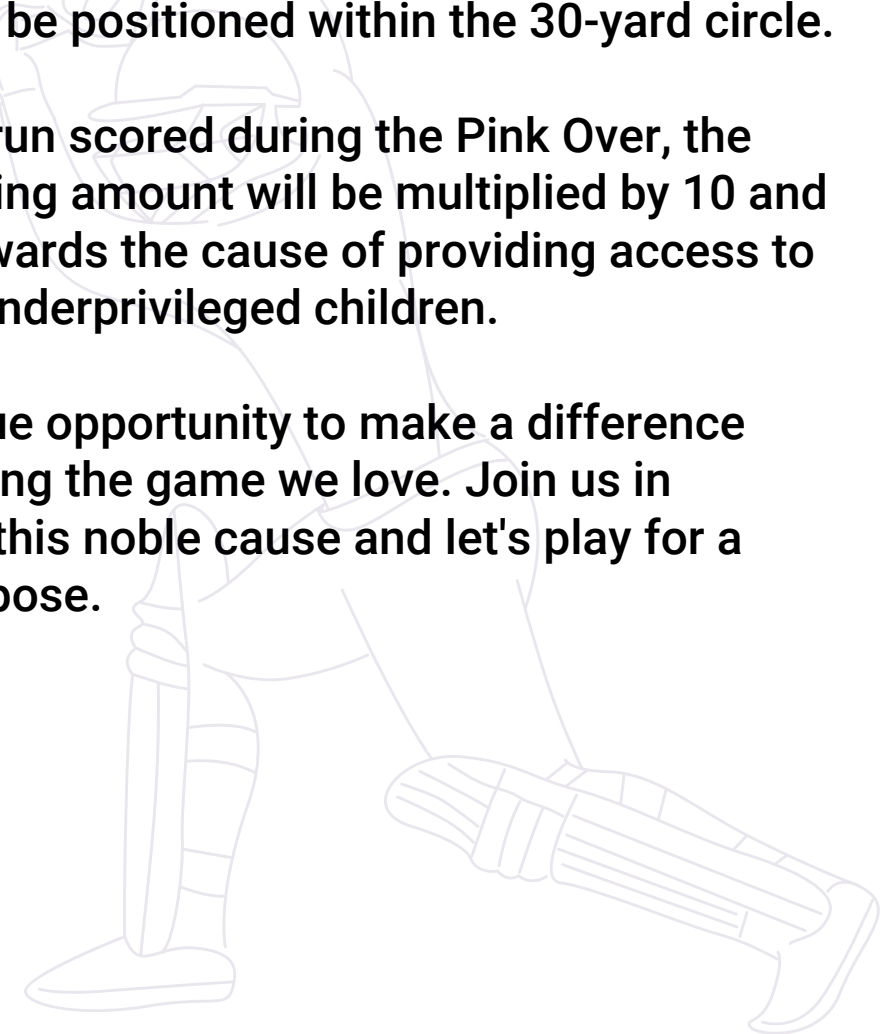 be positioned within the 30-yard circle.
run scored during the Pink Over, the
ing amount will be multiplied by 10 and
wards the cause of providing access to
nderprivileged children.
ue opportunity to make a difference
ng the game we love. Join us in
this noble cause and let's play for a
pose.